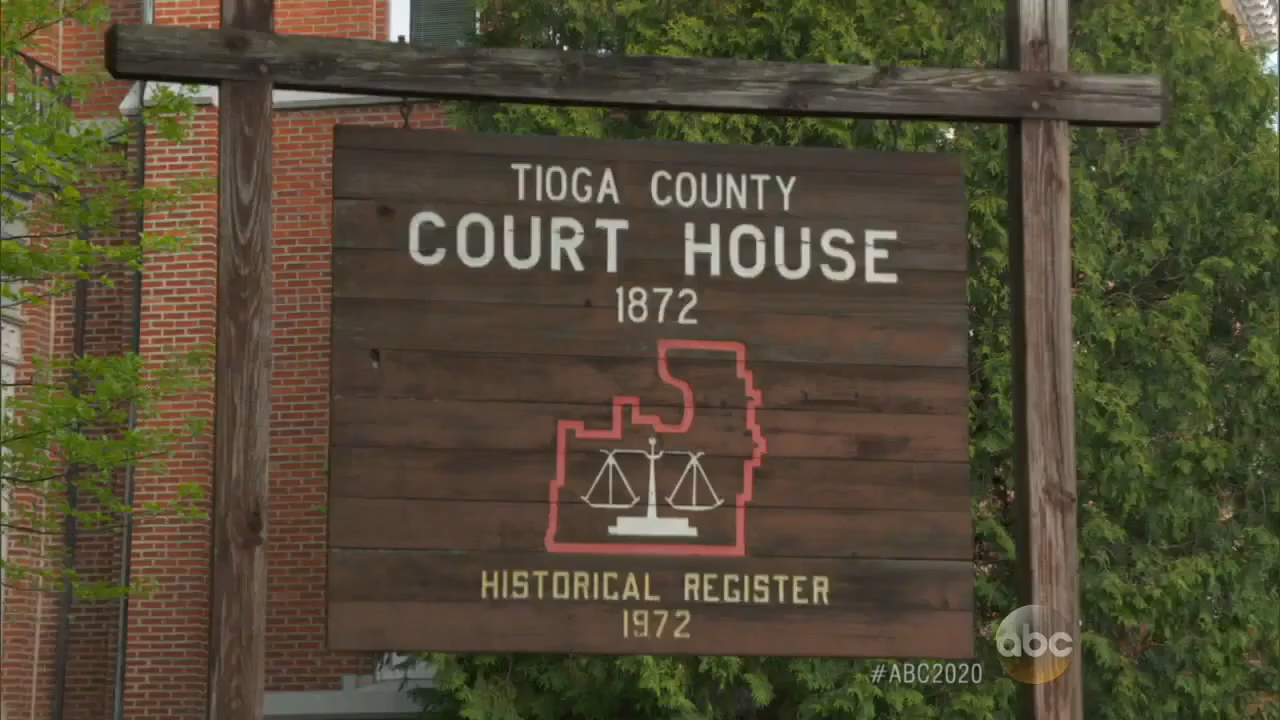 TIOGA COUNTY
COURT HOUSE
1872
HISTORICAL REGISTER
1972
abc
#ABC2020